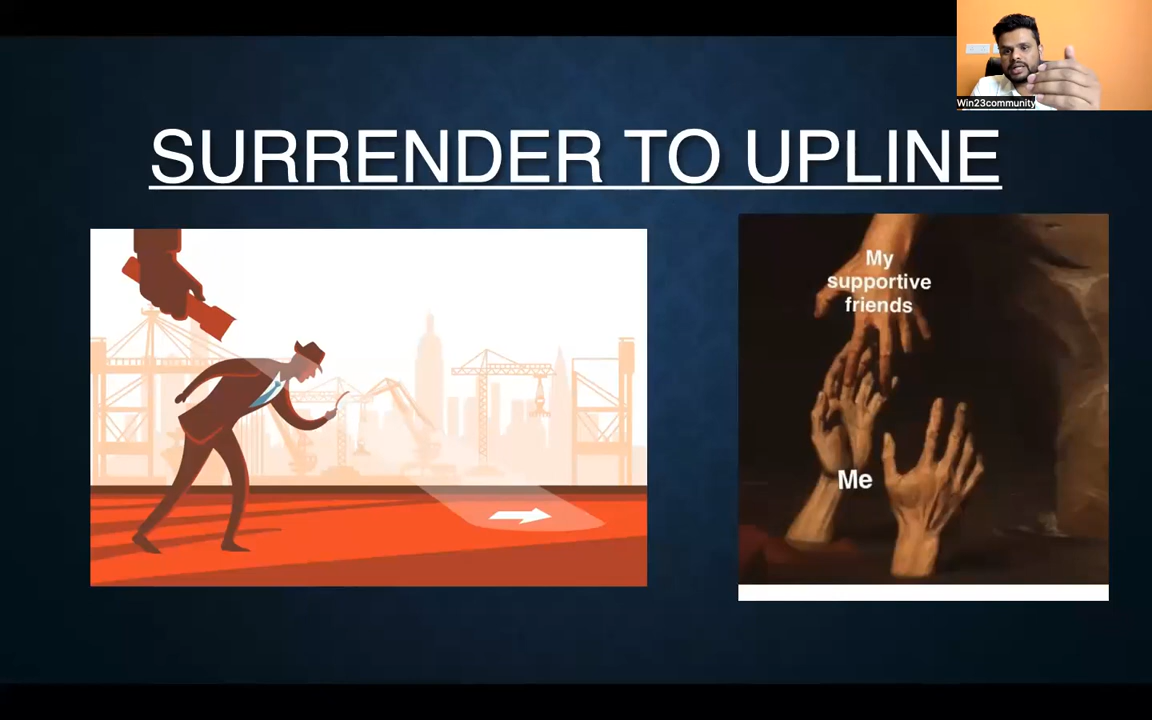 Win23community
SURRENDER TO UPLINE
My
supportive
friends
Me